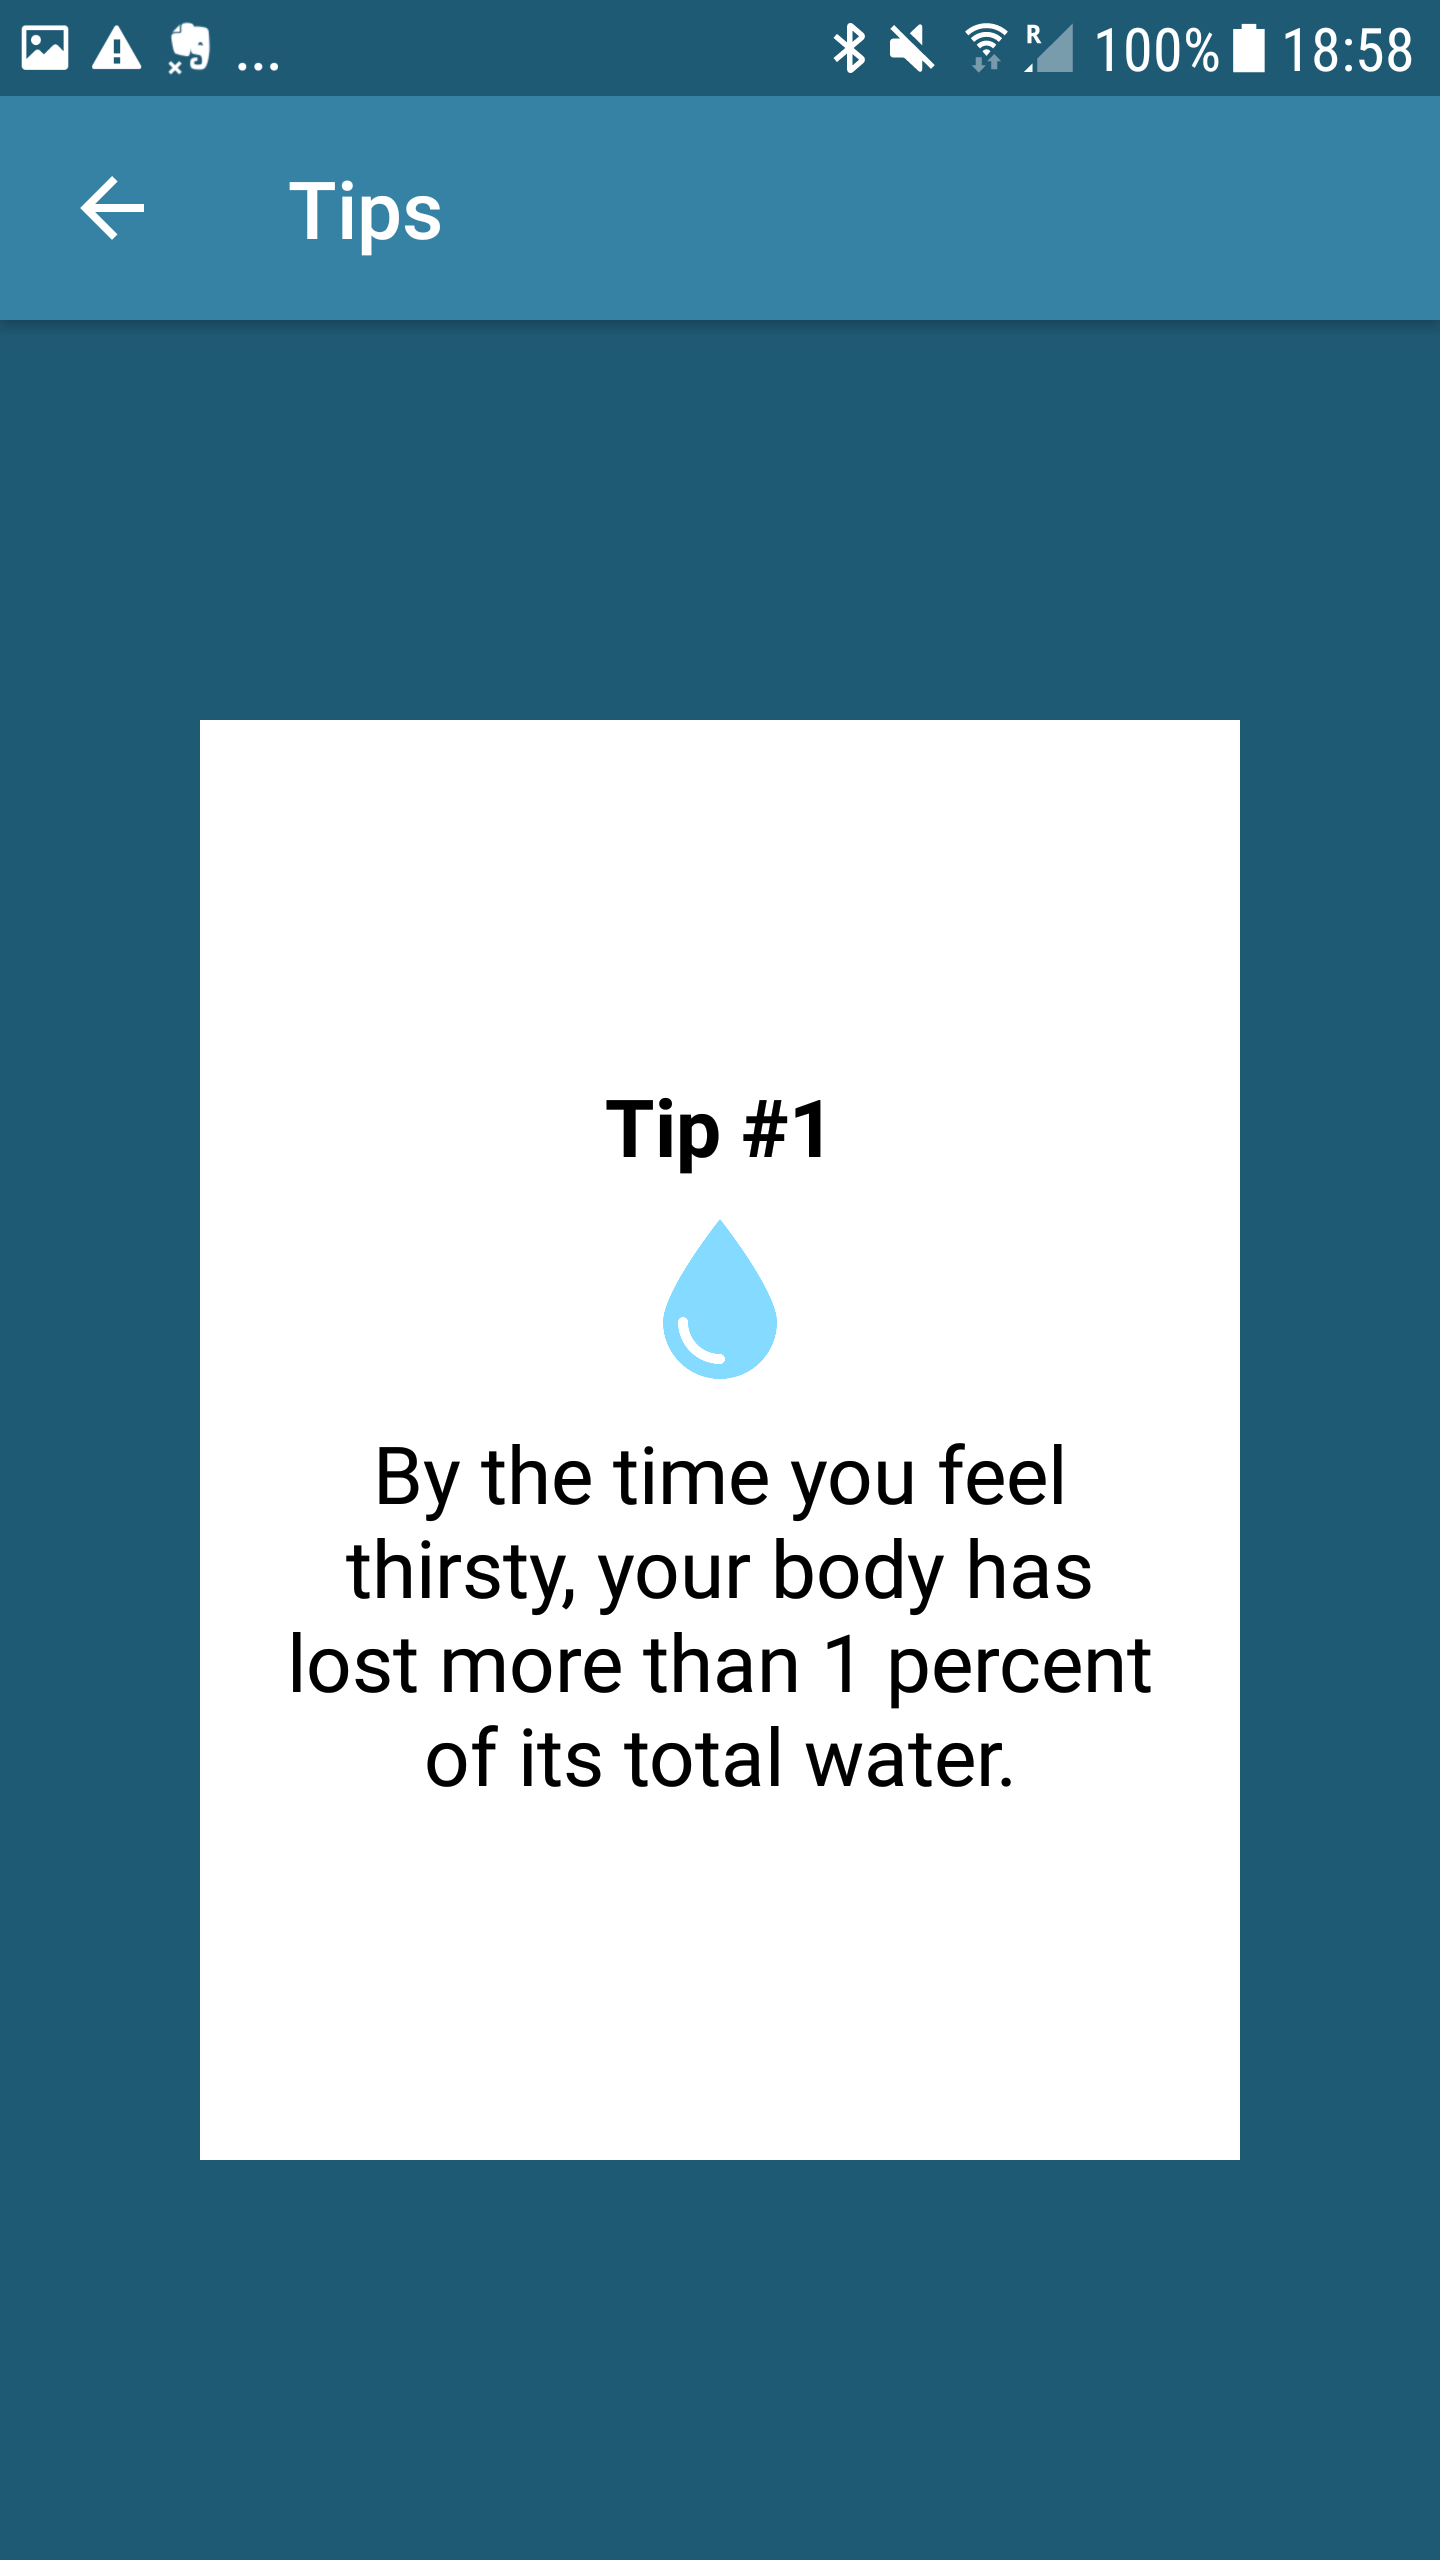 ... R 100% 18:58
Tips
Tip #1
By the time you feel
thirsty, your body has
lost more than 1 percent
of its total water.